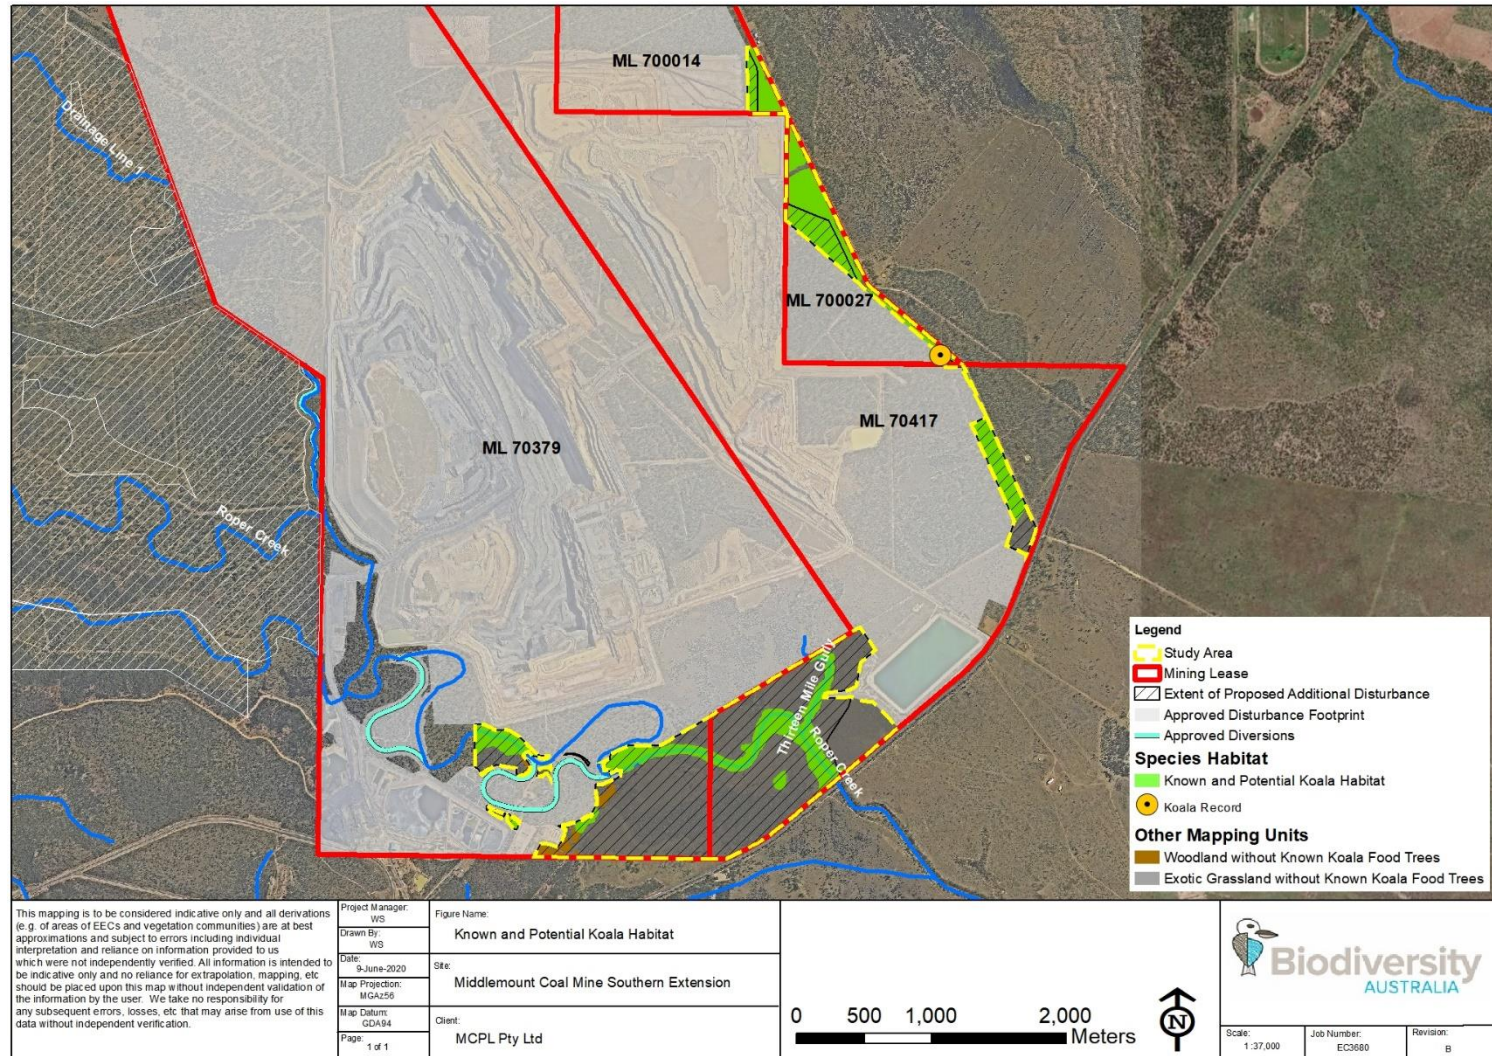 ML 700014
Drainage Line 1
ML 700027
ML 70417
ML 70379
Roper Creek
Thirteen Mile Gully
Roper Creek
Legend
Study Area
Mining Lease
Extent of Proposed Additional Disturbance
Approved Disturbance Footprint
Approved Diversions
Species Habitat
Known and Potential Koala Habitat
Koala Record
Other Mapping Units
Woodland without Known Koala Food Trees
Exotic Grassland without Known Koala Food Trees
This mapping is to be considered indicative only and all derivations
(e.g. of areas of EECs and vegetation communities) are at best
approximations and subject to errors including individual
interpretation and reliance on information provided to us
which were not independently verified. All information is intended to
be indicative only and no reliance for extrapolation, mapping, etc
should be placed upon this map without independent validation of
the information by the user. We take no responsibility for
any subsequent errors, losses, etc that may arise from use of this
data without independent verification.
Project Manager:
WS
Drawn By:
WS
Date:
9-June-2020
Map Projection:
MGAz56
Map Datum:
GDA94
Page:
1 of 1
Figure Name:
Known and Potential Koala Habitat
Site:
Middlemount Coal Mine Southern Extension
Client:
MCPL Pty Ltd
0 500 1,000 2,000
Meters
N
Biodiversity
AUSTRALIA
Scale:
1:37,000
Job Number:
EC3680
Revision:
B